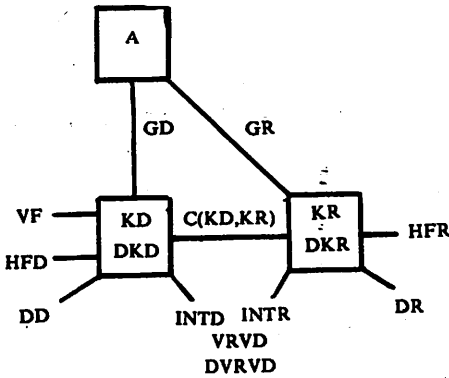 A
GD
GR
VF
KD
DKD
C(KD,KR)
KR
DKR
HFR
HFD
DD
INTD
INTR
VRVD
DVRVD
DR